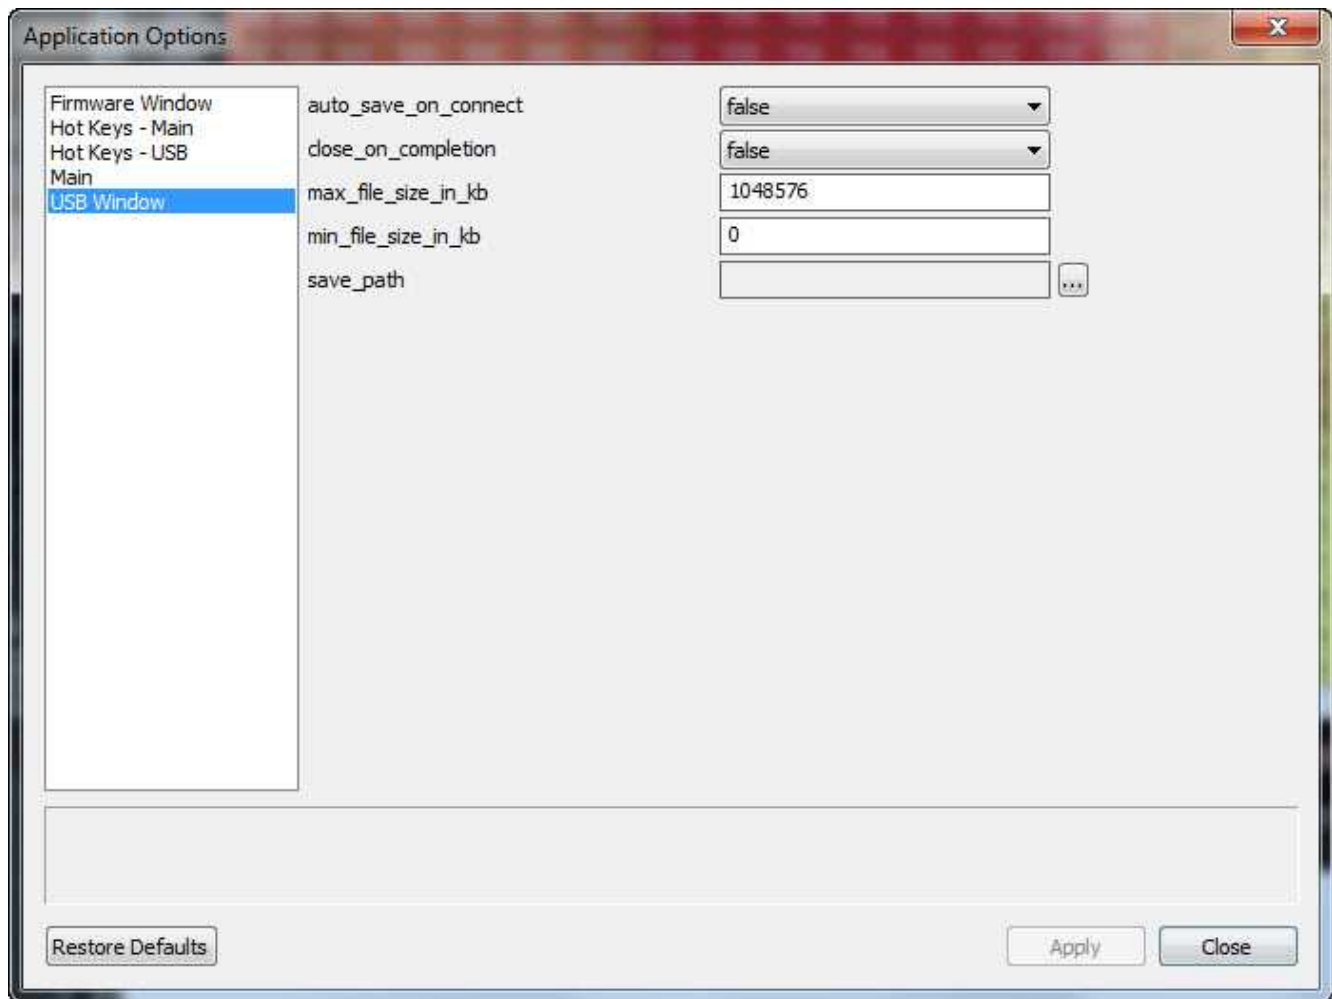 Application Options
Firmware Window
Hot Keys - Main
Hot Keys - USB
Main
USB Window
auto_save_on_connect false
close_on_completion false
max_file_size_in_kb 1048576
min_file_size_in_kb 0
save_path ...
Restore Defaults Apply Close